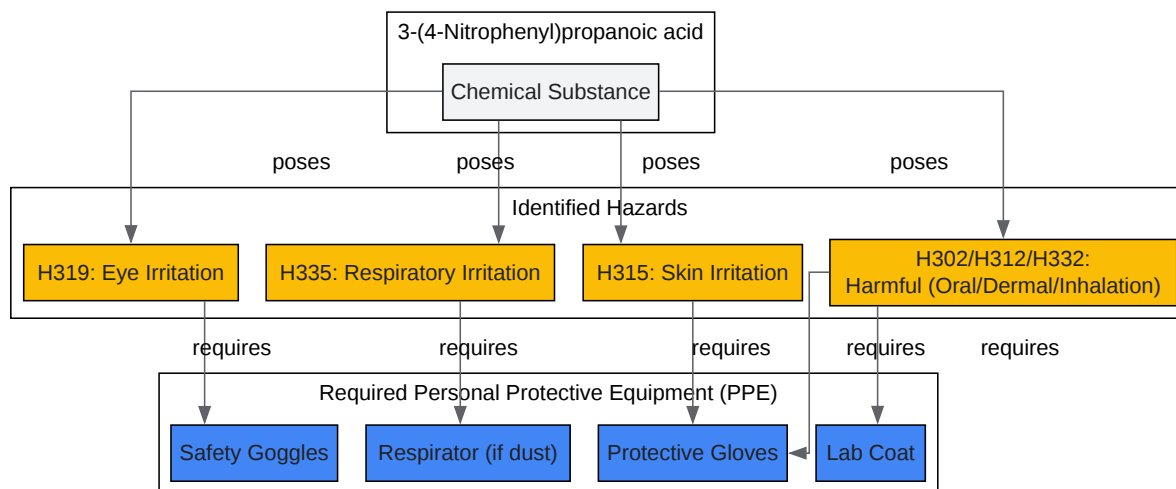 3-(4-Nitrophenyl)propanoic acid
Chemical Substance
poses
poses
poses
poses
Identified Hazards
H319: Eye Irritation
H335: Respiratory Irritation
H315: Skin Irritation
H302/H312/H332:
Harmful (Oral/Dermal/Inhalation)
requires
requires
requires
requires
requires
Required Personal Protective Equipment (PPE)
Safety Goggles
Respirator (if dust)
Protective Gloves
Lab Coat